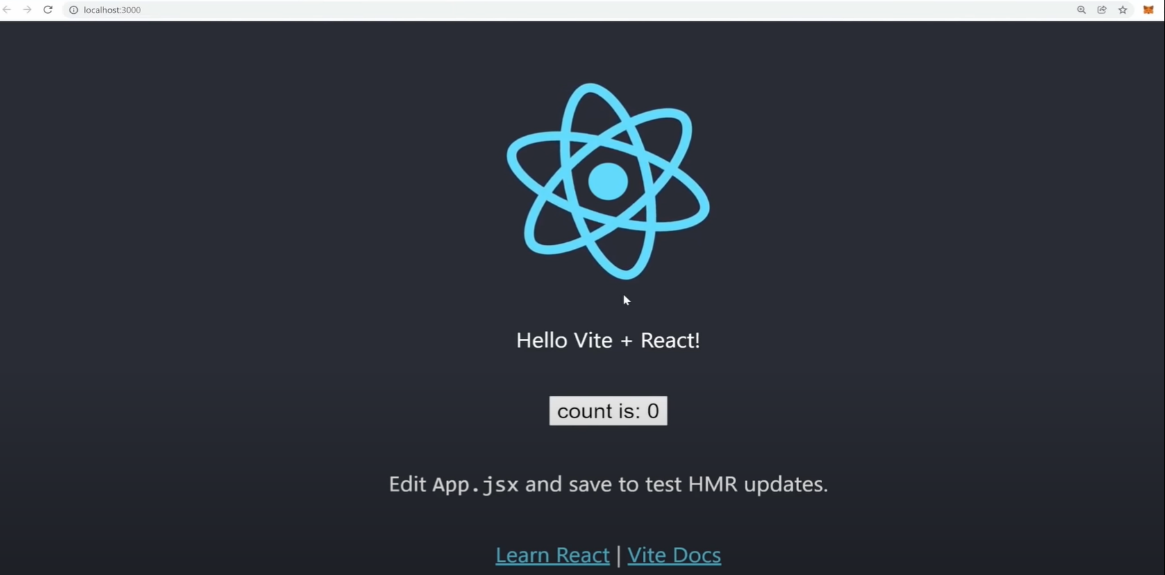 localhost:3000
Hello Vite + React!
count is: 0
Edit App.jsx and save to test HMR updates.
Learn React | Vite Docs